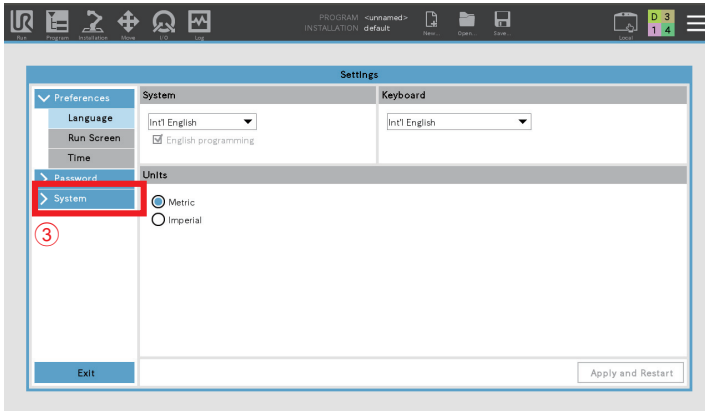 PROGRAM <unnamed>
INSTALLATION default
UR
D 3
1 4
Run Program Installation Move I/O Log New... Open... Save... Local
Settings
Preferences
System
Keyboard
Language
Int'l English
Int'l English
Run Screen
English programming
Time
Password
Units
System
Metric
Imperial
③
Exit
Apply and Restart